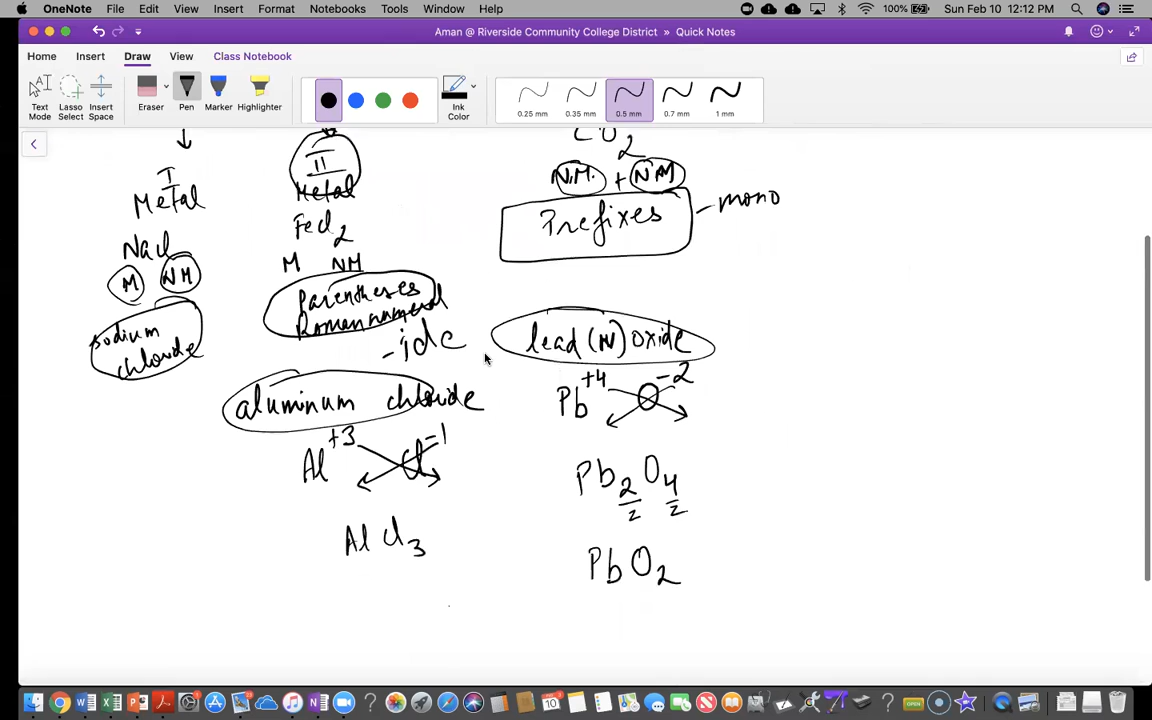 OneNote File Edit View Insert Format Notebooks Tools Window Help 100% Sun Feb 10 12:12 PM
Aman @ Riverside Community College District » Quick Notes
Home Insert Draw View Class Notebook
Text Mode Lasso Select Insert Space Eraser Pen Marker Highlighter Ink Color 0.25 mm 0.35 mm 0.5 mm 0.7 mm 1 mm
I
Metal
NaCl
M NM
sodium
chloride
II
Metal
FeCl2
M NM
Parentheses
Roman numeral
-ide
aluminum chloride
Al+3 Cl-1
AlCl3
CO2
N.M. + NM
Prefixes - mono
lead (IV) oxide
Pb+4 O-2
Pb2O4
2 2
PbO2